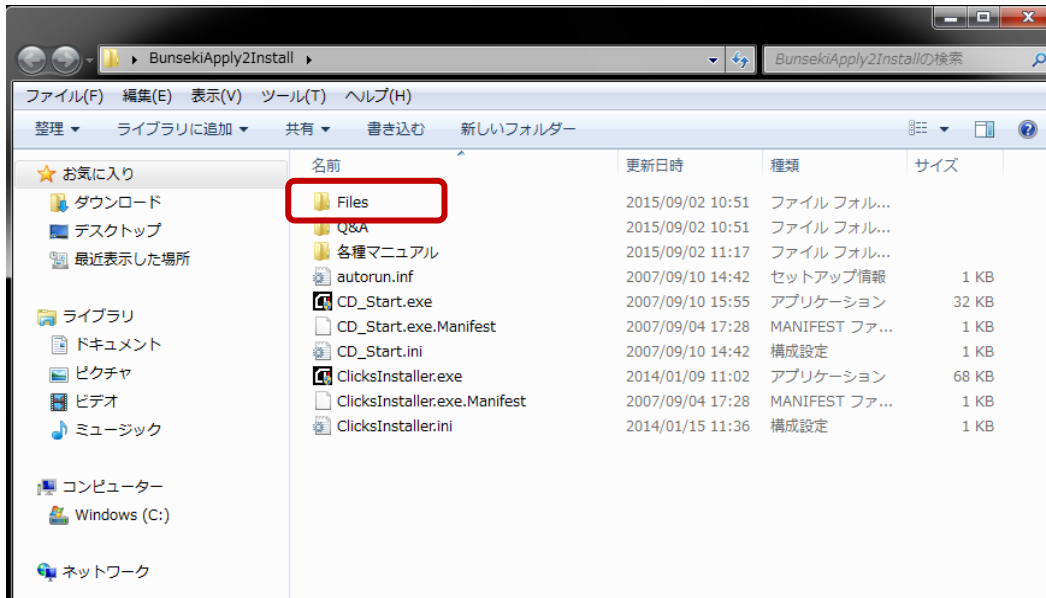 BunsekiApply2Install
BunsekiApply2Installの検索
ファイル(F) 編集(E) 表示(V) ツール(T) ヘルプ(H)
整理 ライブラリに追加 共有 書き込む 新しいフォルダー
お気に入り
ダウンロード
デスクトップ
最近表示した場所
ライブラリ
ドキュメント
ピクチャ
ビデオ
ミュージック
コンピューター
Windows (C:)
ネットワーク
名前 更新日時 種類 サイズ
Files 2015/09/02 10:51 ファイル フォル...
Q&A 2015/09/02 10:51 ファイル フォル...
各種マニュアル 2015/09/02 11:17 ファイル フォル...
autorun.inf 2007/09/10 14:42 セットアップ情報 1 KB
CD_Start.exe 2007/09/10 15:55 アプリケーション 32 KB
CD_Start.exe.Manifest 2007/09/04 17:28 MANIFEST ファ... 1 KB
CD_Start.ini 2007/09/10 14:42 構成設定 1 KB
ClicksInstaller.exe 2014/01/09 11:02 アプリケーション 68 KB
ClicksInstaller.exe.Manifest 2007/09/04 17:28 MANIFEST ファ... 1 KB
ClicksInstaller.ini 2014/01/15 11:36 構成設定 1 KB